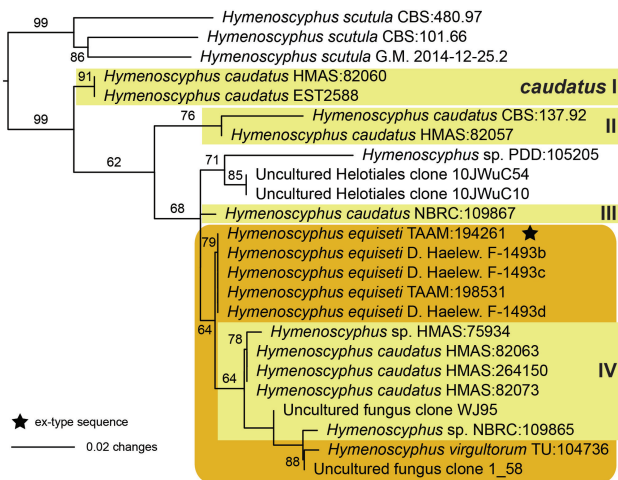 99
Hymenoscyphus scutula CBS:480.97
Hymenoscyphus scutula CBS:101.66
86
Hymenoscyphus scutula G.M. 2014-12-25.2
91
Hymenoscyphus caudatus HMAS:82060
Hymenoscyphus caudatus EST2588
caudatus I
99
76
Hymenoscyphus caudatus CBS:137.92
Hymenoscyphus caudatus HMAS:82057
II
62
71
Hymenoscyphus sp. PDD:105205
85
Uncultured Helotiales clone 10JWuC54
Uncultured Helotiales clone 10JWuC10
68
Hymenoscyphus caudatus NBRC:109867
III
79
Hymenoscyphus equiseti TAAM:194261
Hymenoscyphus equiseti D. Haelew. F-1493b
Hymenoscyphus equiseti D. Haelew. F-1493c
Hymenoscyphus equiseti TAAM:198531
Hymenoscyphus equiseti D. Haelew. F-1493d
64
78
Hymenoscyphus sp. HMAS:75934
Hymenoscyphus caudatus HMAS:82063
Hymenoscyphus caudatus HMAS:264150
IV
64
Hymenoscyphus caudatus HMAS:82073
Uncultured fungus clone WJ95
Hymenoscyphus sp. NBRC:109865
Hymenoscyphus virgultorum TU:104736
88
Uncultured fungus clone 1_58
ex-type sequence
0.02 changes